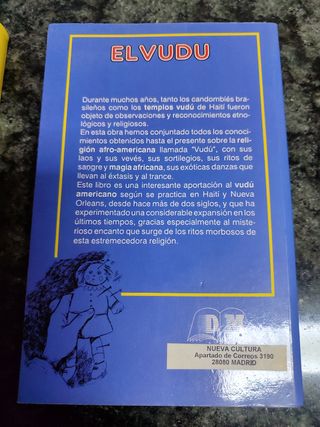 EL VUDU
Durante muchos años, tanto los candombiés bra-
sileños como los templos vudú de Haití fueron
objeto de observaciones y reconocimientos etno-
lógicos y religiosos.
En esta obra hemos conjuntado todos los conoci-
mientos obtenidos hasta el presente sobre la reli-
gión afro-americana llamada "Vudú", con sus
laos y sus vevés, sus sortilegios, sus ritos de
sangre y magia africana, sus exóticas danzas que
llevan al éxtasis y al trance.
Este libro es una interesante aportación al vudú
americano según se practica en Haití y Nueva
Orleans, desde hace más de dos siglos, y que ha
experimentado una considerable expansión en los
últimos tiempos, gracias especialmente al miste-
rioso encanto que surge de los ritos morbosos de
esta estremecedora religión.
NUEVA CULTURA
Apartado de Correos 3190
28080 MADRID